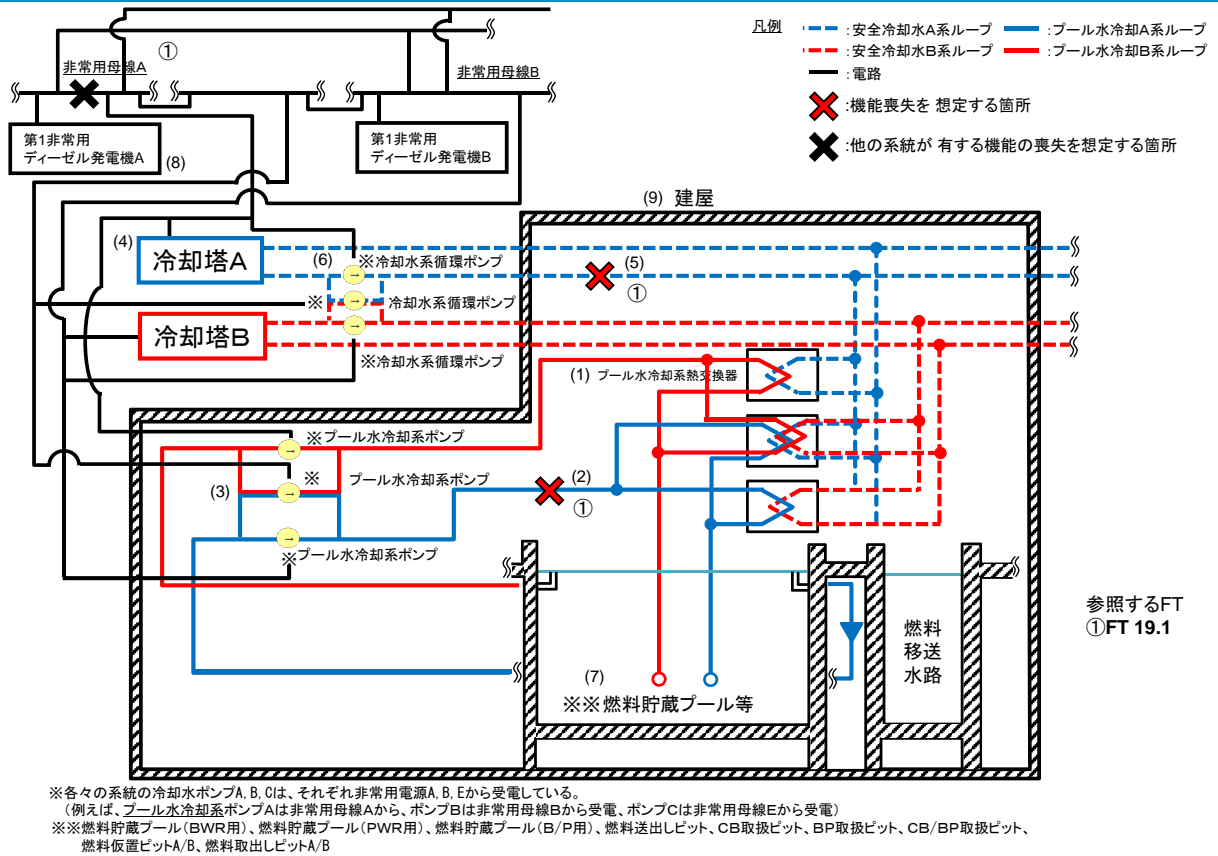 凡例
:安全冷却水A系ループ
:プール水冷却A系ループ
:安全冷却水B系ループ
:プール水冷却B系ループ
:電路
:機能喪失を 想定する箇所
:他の系統が 有する機能の喪失を想定する箇所
①
非常用母線A
非常用母線B
第1非常用
ディーゼル発電機A
(8)
第1非常用
ディーゼル発電機B
(9) 建屋
(4)
冷却塔A
(6)
※冷却水系循環ポンプ
(5)
①
※
冷却水系循環ポンプ
冷却塔B
※冷却水系循環ポンプ
(1) プール水冷却系熱交換器
※プール水冷却系ポンプ
(3)
※
プール水冷却系ポンプ
(2)
①
※プール水冷却系ポンプ
燃料
移送
水路
(7)
※※燃料貯蔵プール等
参照するFT
①FT 19.1
※各々の系統の冷却水ポンプA, B, Cは、それぞれ非常用電源A, B, Eから受電している。
(例えば、プール水冷却系ポンプAは非常用母線Aから、ポンプBは非常用母線Bから受電、ポンプCは非常用母線Eから受電)
※※燃料貯蔵プール(BWR用)、燃料貯蔵プール(PWR用)、燃料貯蔵プール(B/P用)、燃料送出しピット、CB取扱ピット、BP取扱ピット、CB/BP取扱ピット、
燃料仮置ピットA/B、燃料取出しピットA/B